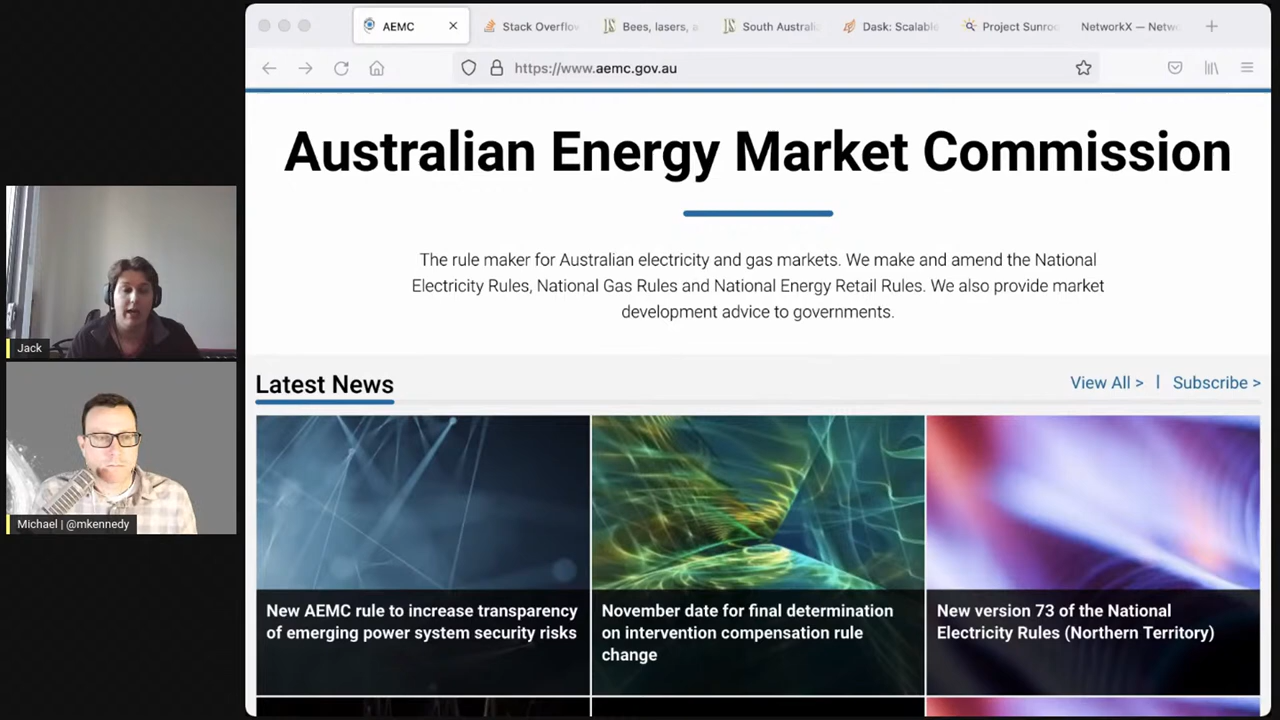 AEMC
Stack Overflov
Bees, lasers, a
South Australi
Dask: Scalabl
Project Sunroo
NetworkX — Netw
https://www.aemc.gov.au
Australian Energy Market Commission
The rule maker for Australian electricity and gas markets. We make and amend the National
Electricity Rules, National Gas Rules and National Energy Retail Rules. We also provide market
development advice to governments.
Latest News
View All > | Subscribe >
New AEMC rule to increase transparency
of emerging power system security risks
November date for final determination
on intervention compensation rule
change
New version 73 of the National
Electricity Rules (Northern Territory)
Jack
Michael | @mkennedy